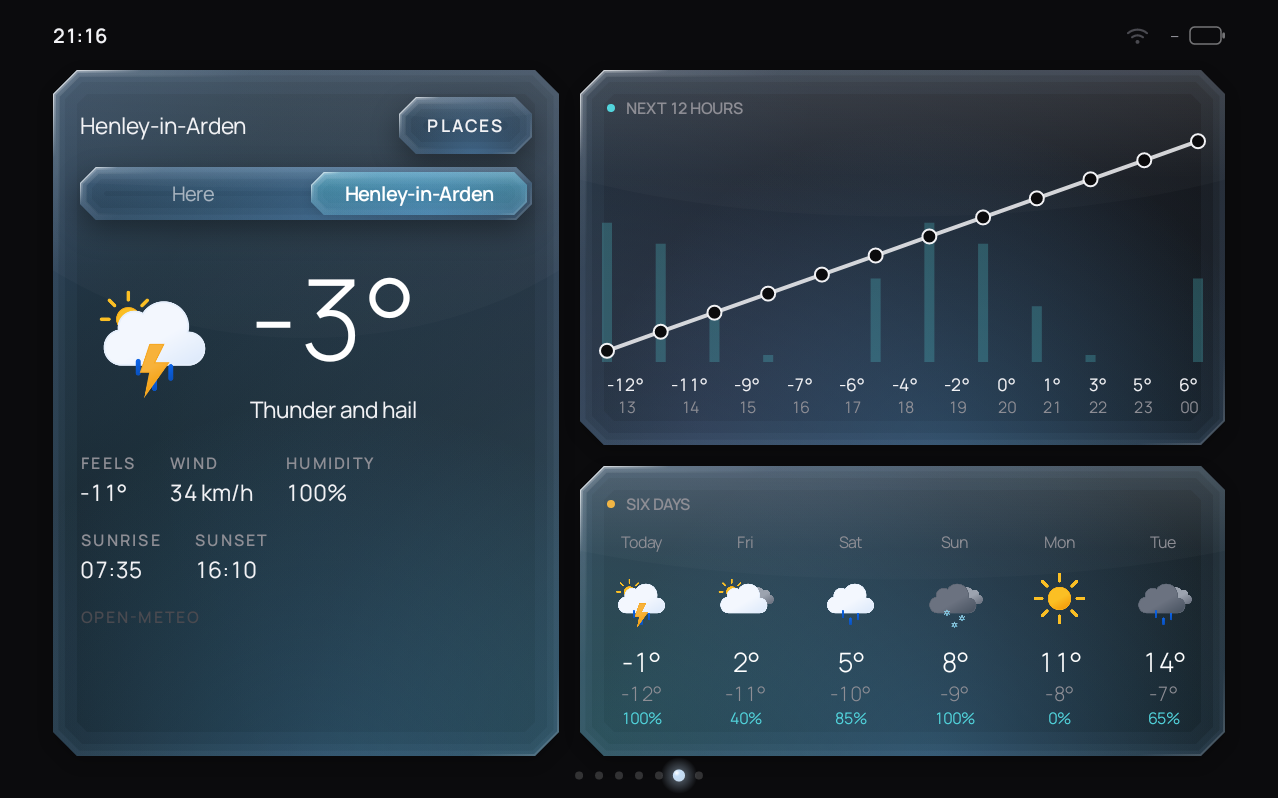 21:16
–
Henley-in-Arden
PLACES
Here
Henley-in-Arden
-3°
Thunder and hail
FEELS WIND HUMIDITY
-11° 34 km/h 100%
SUNRISE SUNSET
07:35 16:10
OPEN-METEO
NEXT 12 HOURS
-12° -11° -9° -7° -6° -4° -2° 0° 1° 3° 5° 6°
13 14 15 16 17 18 19 20 21 22 23 00
SIX DAYS
Today Fri Sat Sun Mon Tue
-1° 2° 5° 8° 11° 14°
-12° -11° -10° -9° -8° -7°
100% 40% 85% 100% 0% 65%